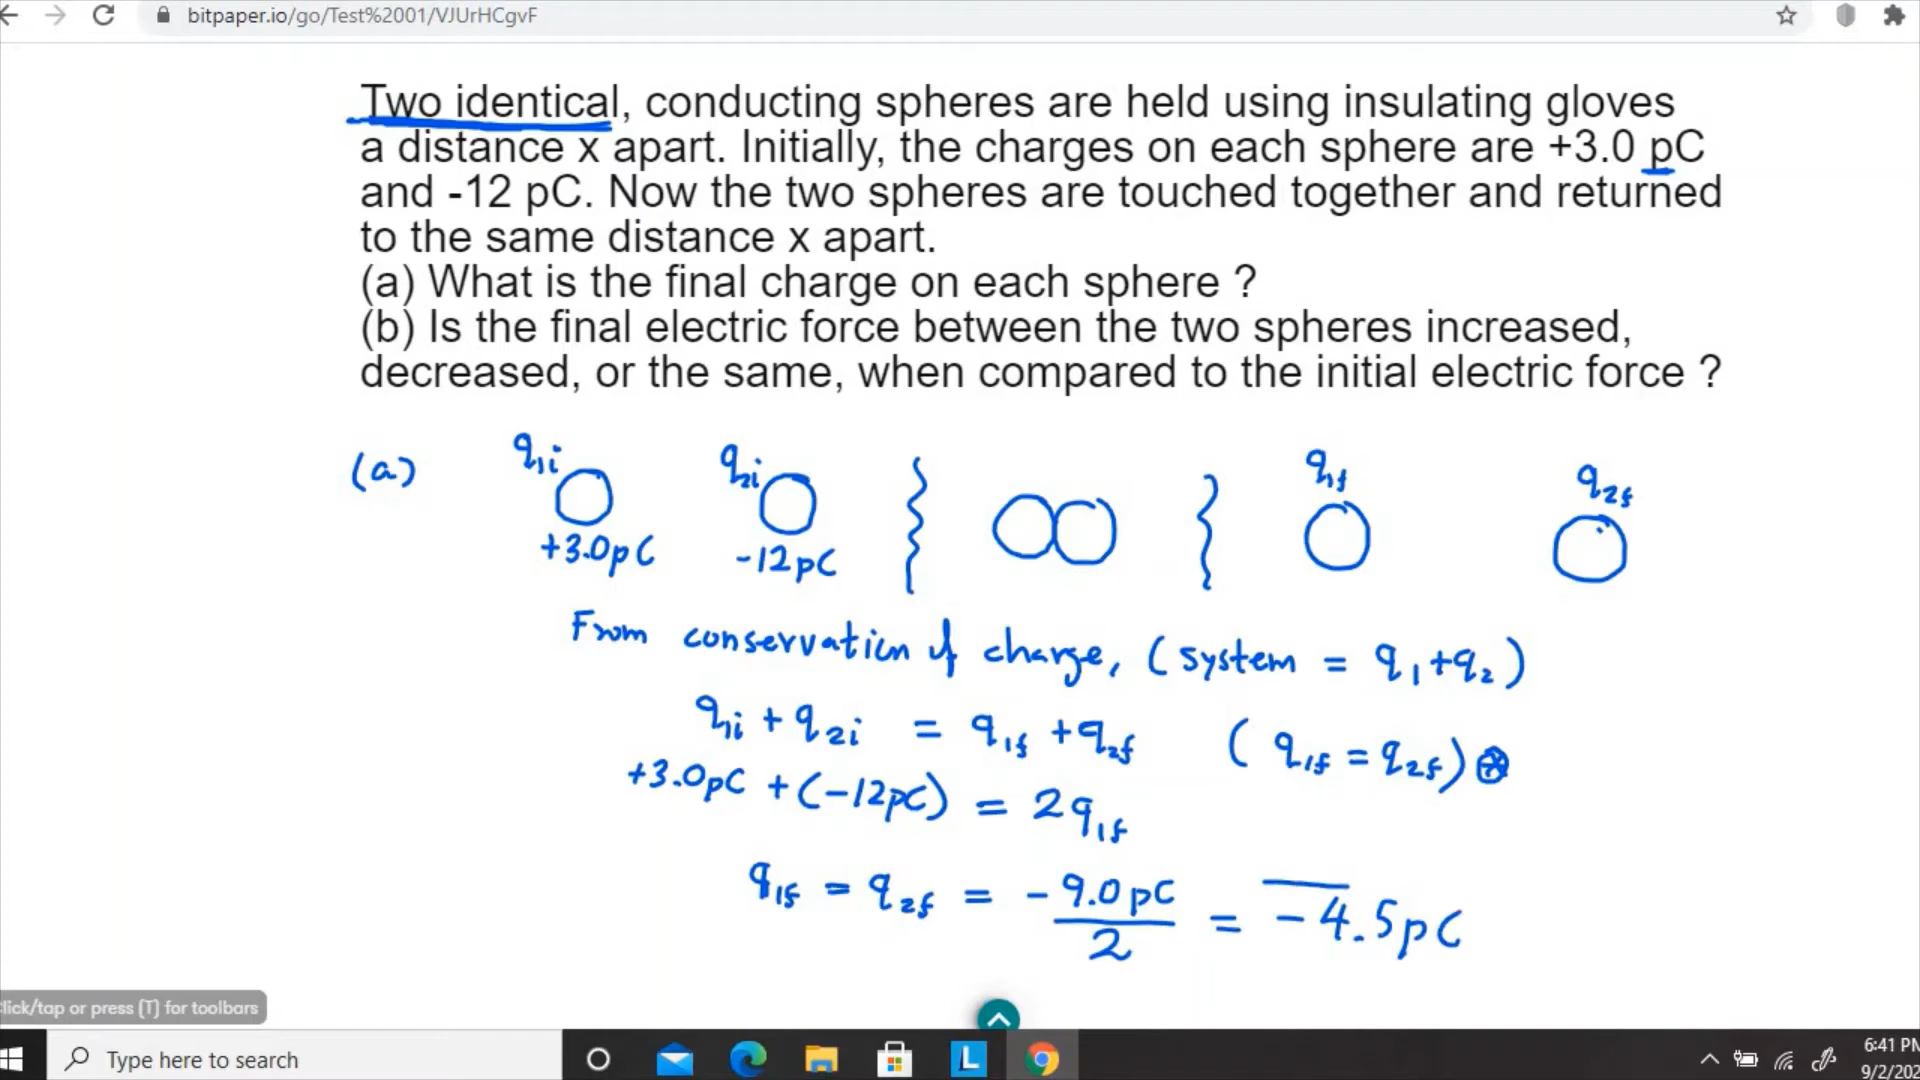 bitpaper.io/go/Test%2001/VJUrHCgvF
Two identical, conducting spheres are held using insulating gloves
a distance x apart. Initially, the charges on each sphere are +3.0 pC
and -12 pC. Now the two spheres are touched together and returned
to the same distance x apart.
(a) What is the final charge on each sphere ?
(b) Is the final electric force between the two spheres increased,
decreased, or the same, when compared to the initial electric force ?
(a) q1i q2i q1f q2f
+3.0pC -12pC
From conservation of charge, (system = q1+q2)
q1i + q2i = q1f + q2f (q1f = q2f)
+3.0pC + (-12pC) = 2q1f
q1f = q2f = -9.0pC/2 = -4.5pC
lick/tap or press (T) for toolbars
Type here to search
L
6:41 PM
9/2/202